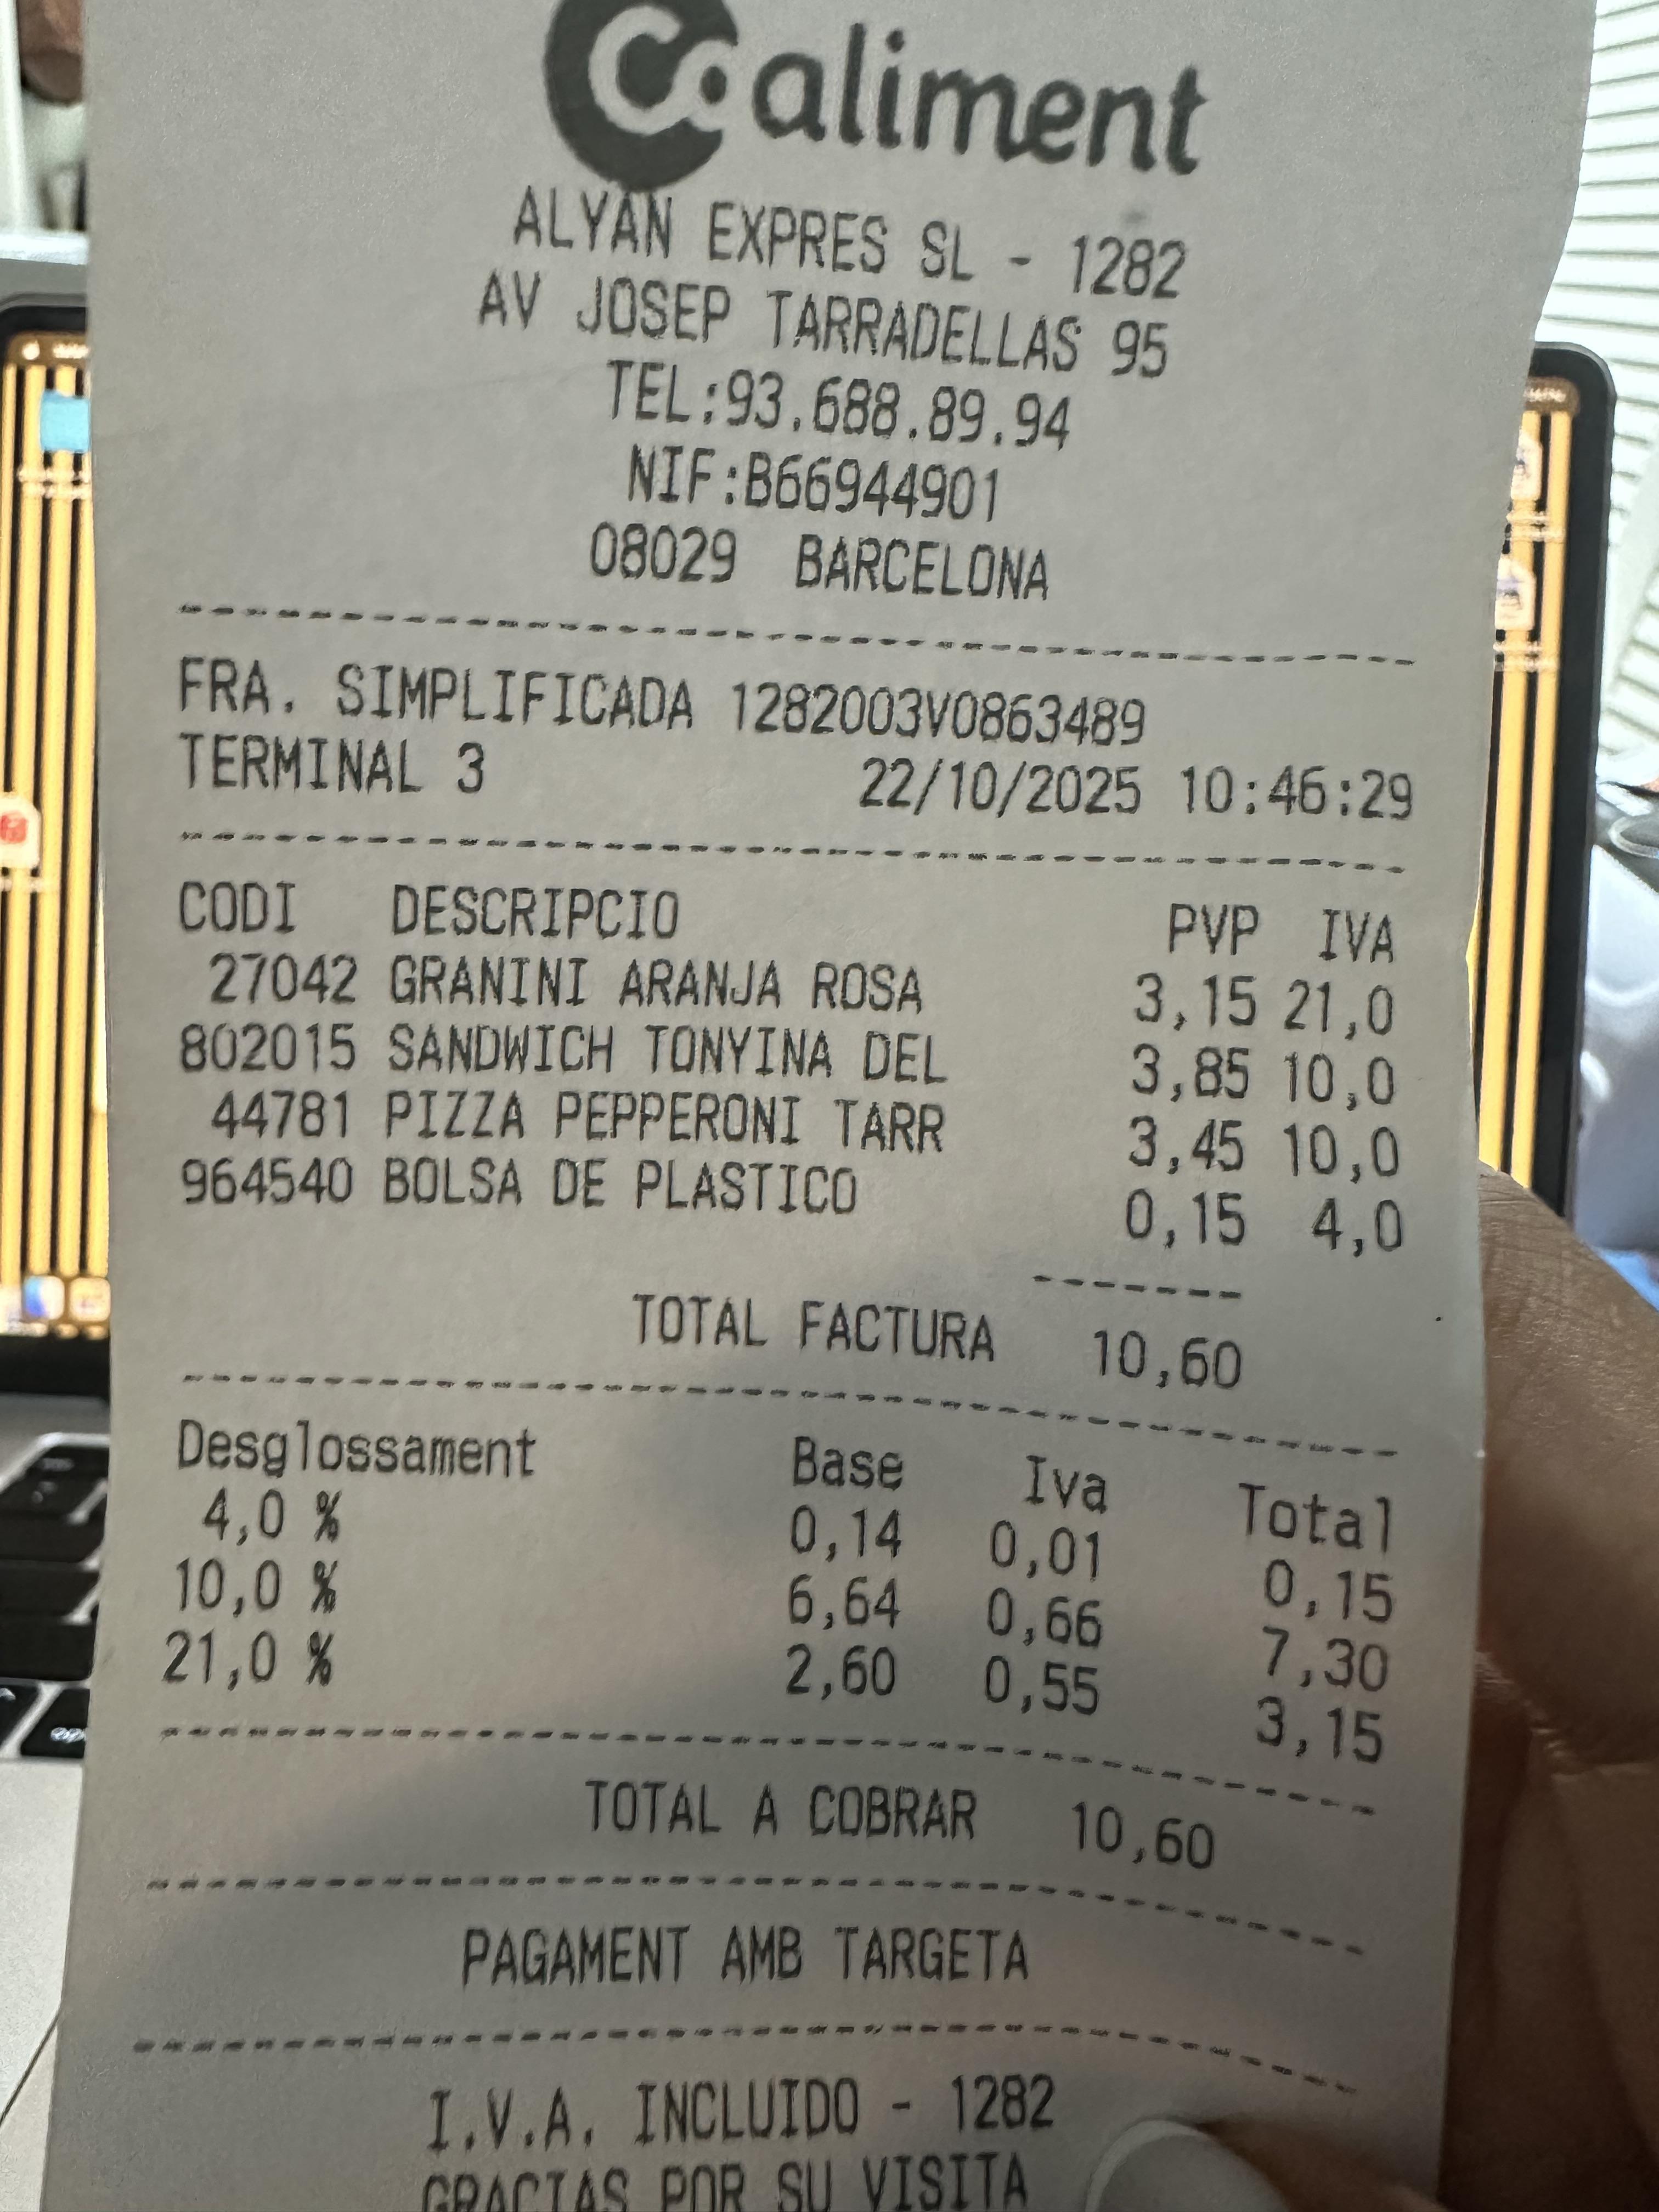 Coaliment
ALYAN EXPRES SL - 1282
AV JOSEP TARRADELLAS 95
TEL:93.688.89.94
NIF:B66944901
08029 BARCELONA
FRA. SIMPLIFICADA 1282003V0863489
TERMINAL 3 22/10/2025 10:46:29
CODI DESCRIPCIO PVP IVA
27042 GRANINI ARANJA ROSA 3,15 21,0
802015 SANDWICH TONYINA DEL 3,85 10,0
44781 PIZZA PEPPERONI TARR 3,45 10,0
964540 BOLSA DE PLASTICO 0,15 4,0
TOTAL FACTURA 10,60
Desglossament Base Iva Total
4,0 % 0,14 0,01 0,15
10,0 % 6,64 0,66 7,30
21,0 % 2,60 0,55 3,15
TOTAL A COBRAR 10,60
PAGAMENT AMB TARGETA
I.V.A. INCLUIDO - 1282
GRACIAS POR SU VISITA